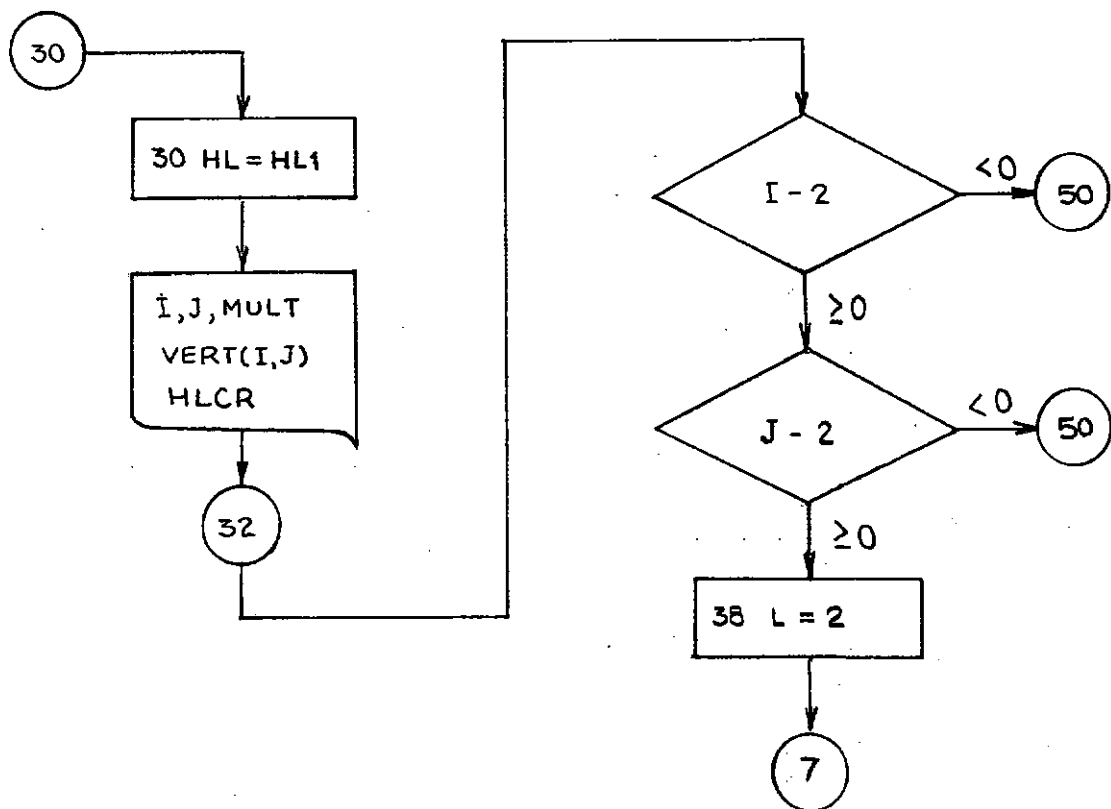 30
30 HL = HL1
I, J, MULT
VERT(I,J)
HLCR
32
I - 2
<0
50
≥0
J - 2
<0
50
≥0
38 L = 2
7